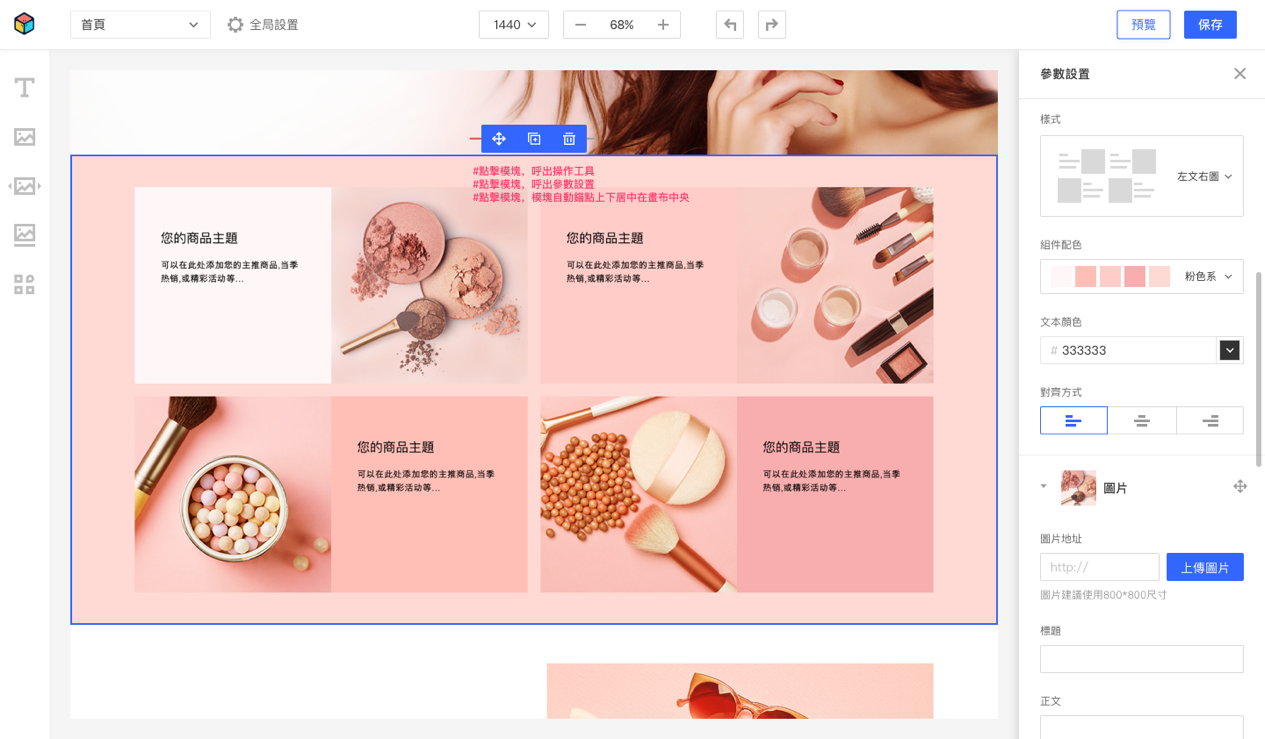 首頁
全局設置
1440
68%
預覽
保存
#點擊模塊，呼出操作工具
#點擊模塊，呼出參數設置
#點擊模塊，模塊自動錨點上下居中在畫布中央
您的商品主題
可以在此处添加您的主推商品,当季
热销,或精彩活动等...
您的商品主題
可以在此处添加您的主推商品,当季
热销,或精彩活动等...
您的商品主題
可以在此处添加您的主推商品,当季
热销,或精彩活动等...
您的商品主題
可以在此处添加您的主推商品,当季
热销,或精彩活动等...
參數設置
樣式
左文右圖
組件配色
粉色系
文本顏色
# 333333
對齊方式
圖片
圖片地址
http://
上傳圖片
圖片建議使用800*800尺寸
標題
正文